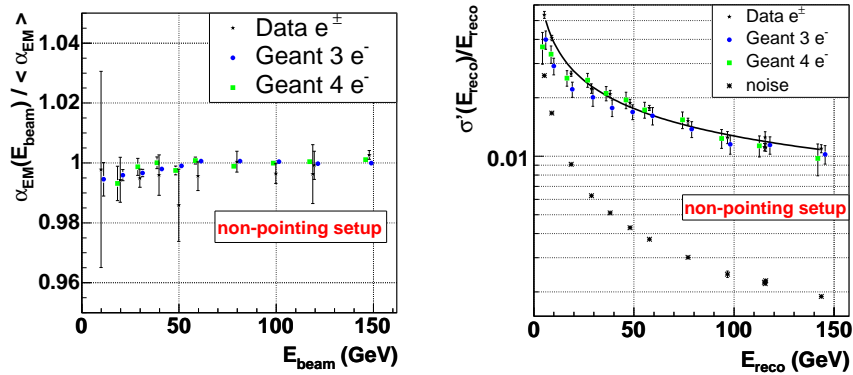 α_EM(E_beam) / < α_EM >
1.04
1.02
1
0.98
0.96
Data e±
Geant 3 e⁻
Geant 4 e⁻
non-pointing setup
0
50
100
150
E_beam (GeV)
σ'(E_reco)/E_reco
0.01
Data e±
Geant 3 e⁻
Geant 4 e⁻
noise
non-pointing setup
0
50
100
150
E_reco (GeV)